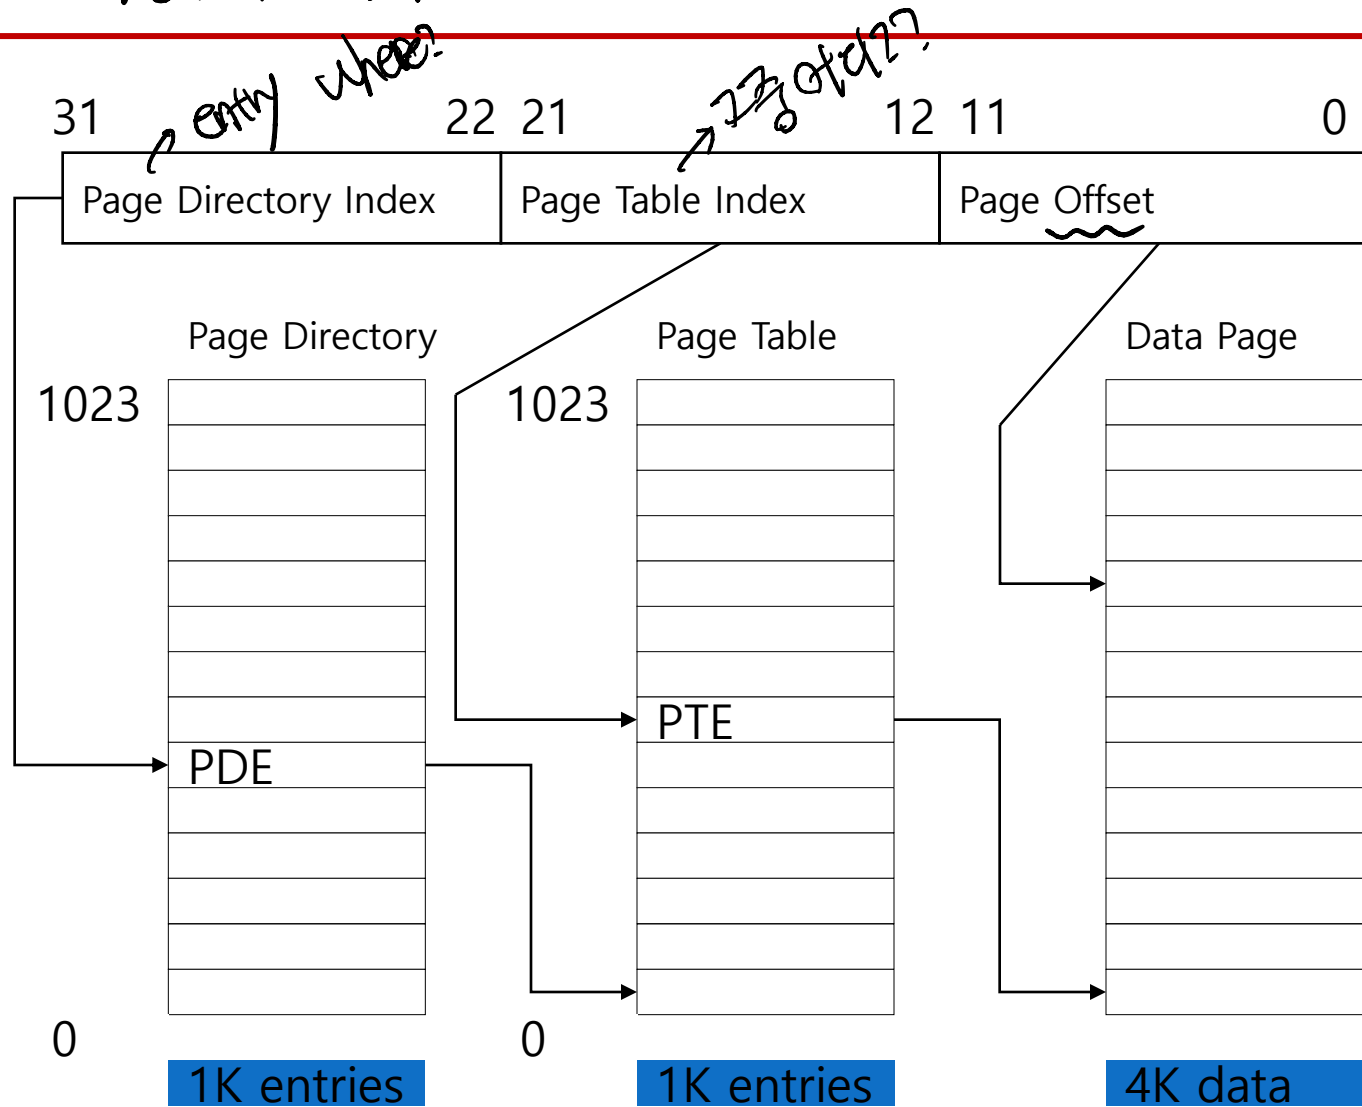 entry where?
31 22 21 12 11 0
Page Directory Index Page Table Index Page Offset
Page Directory Page Table Data Page
1023 1023
PTE
PDE
0 0
1K entries 1K entries 4K data